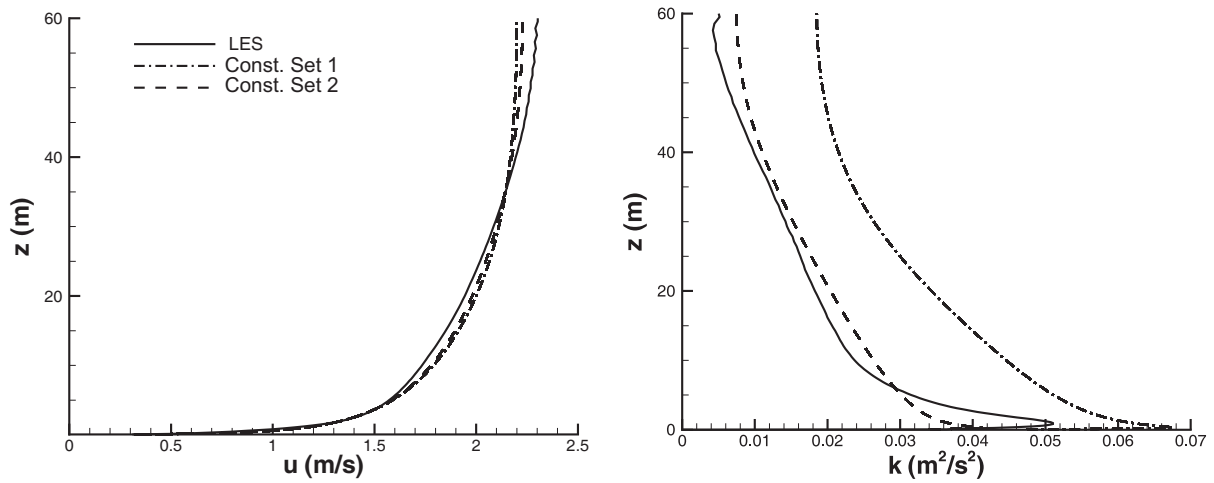 60
40
20
0 0.5 1 1.5 2 2.5
z (m)
u (m/s)
LES
Const. Set 1
Const. Set 2
60
40
20
0 0.01 0.02 0.03 0.04 0.05 0.06 0.07
z (m)
k (m²/s²)